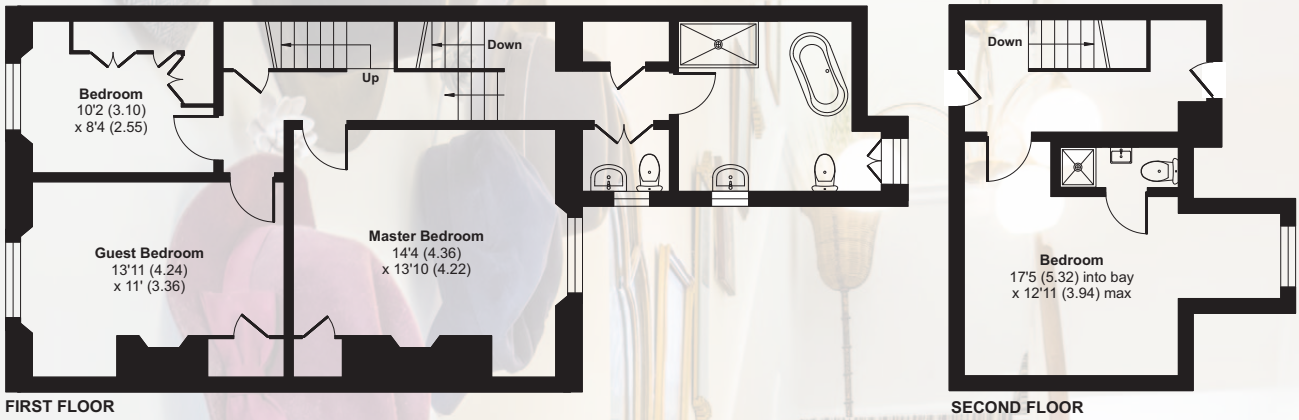 Bedroom
10'2 (3.10)
x 8'4 (2.55)
Up
Down
Guest Bedroom
13'11 (4.24)
x 11' (3.36)
Master Bedroom
14'4 (4.36)
x 13'10 (4.22)
FIRST FLOOR
Down
Bedroom
17'5 (5.32) into bay
x 12'11 (3.94) max
SECOND FLOOR